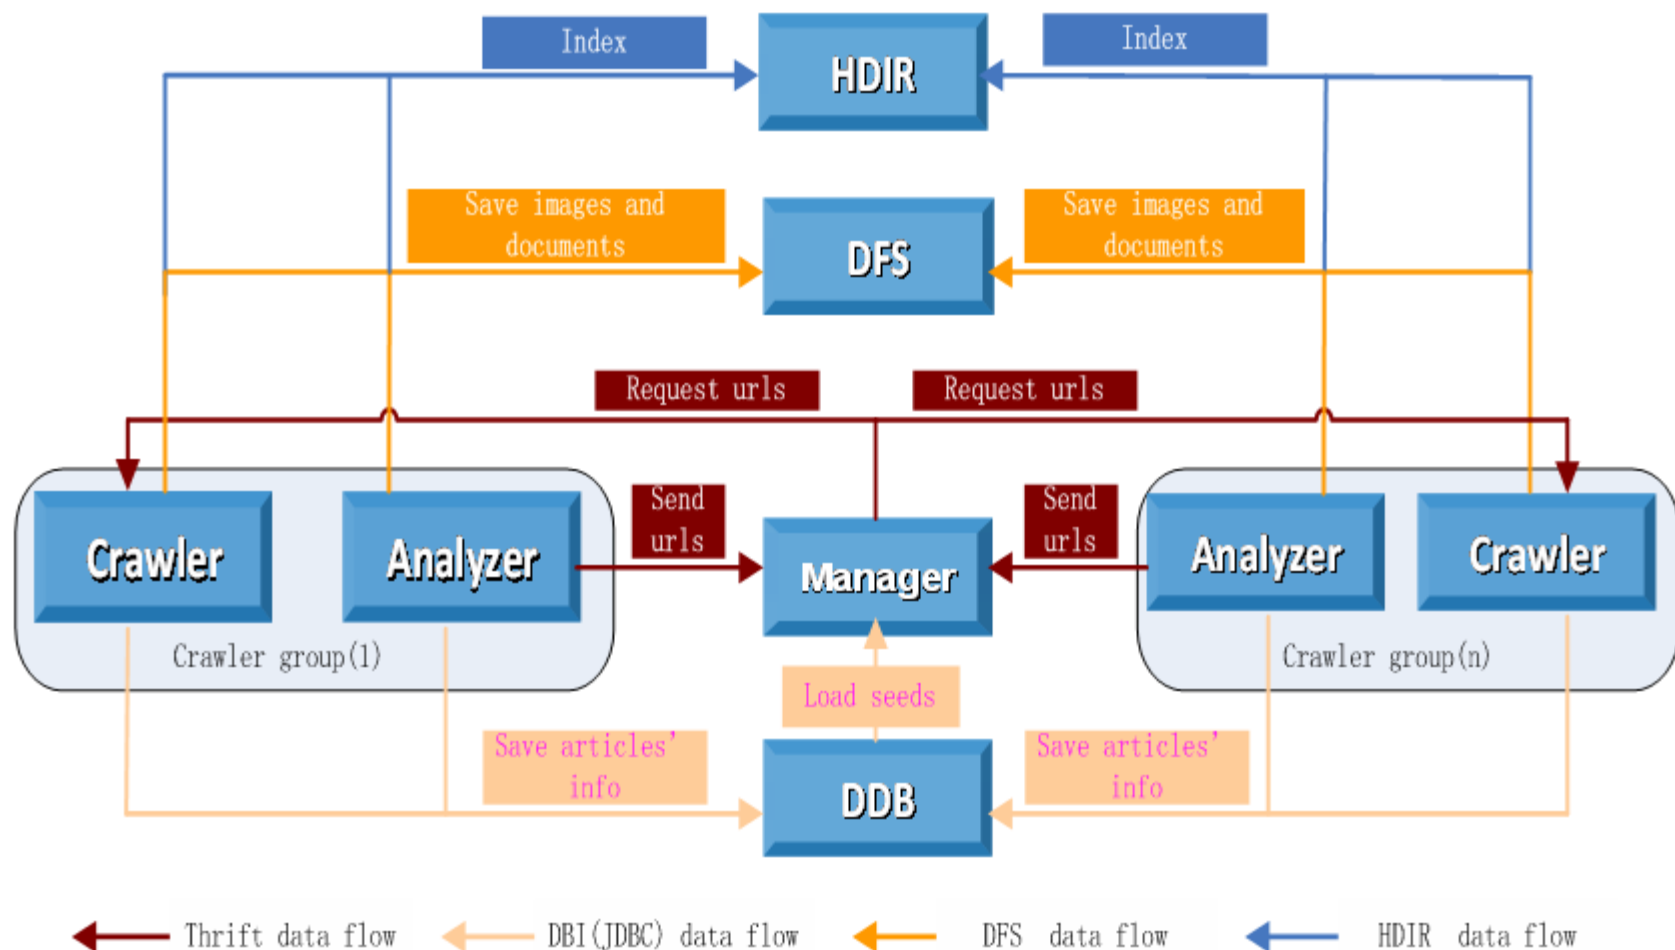 Index
HDIR
Index
Save images and
documents
DFS
Save images and
documents
Request urls
Request urls
Crawler
Analyzer
Send
urls
Manager
Send
urls
Analyzer
Crawler
Crawler group(1)
Crawler group(n)
Load seeds
Save articles'
info
DDB
Save articles'
info
Thrift data flow
DBI(JDBC) data flow
DFS data flow
HDIR data flow